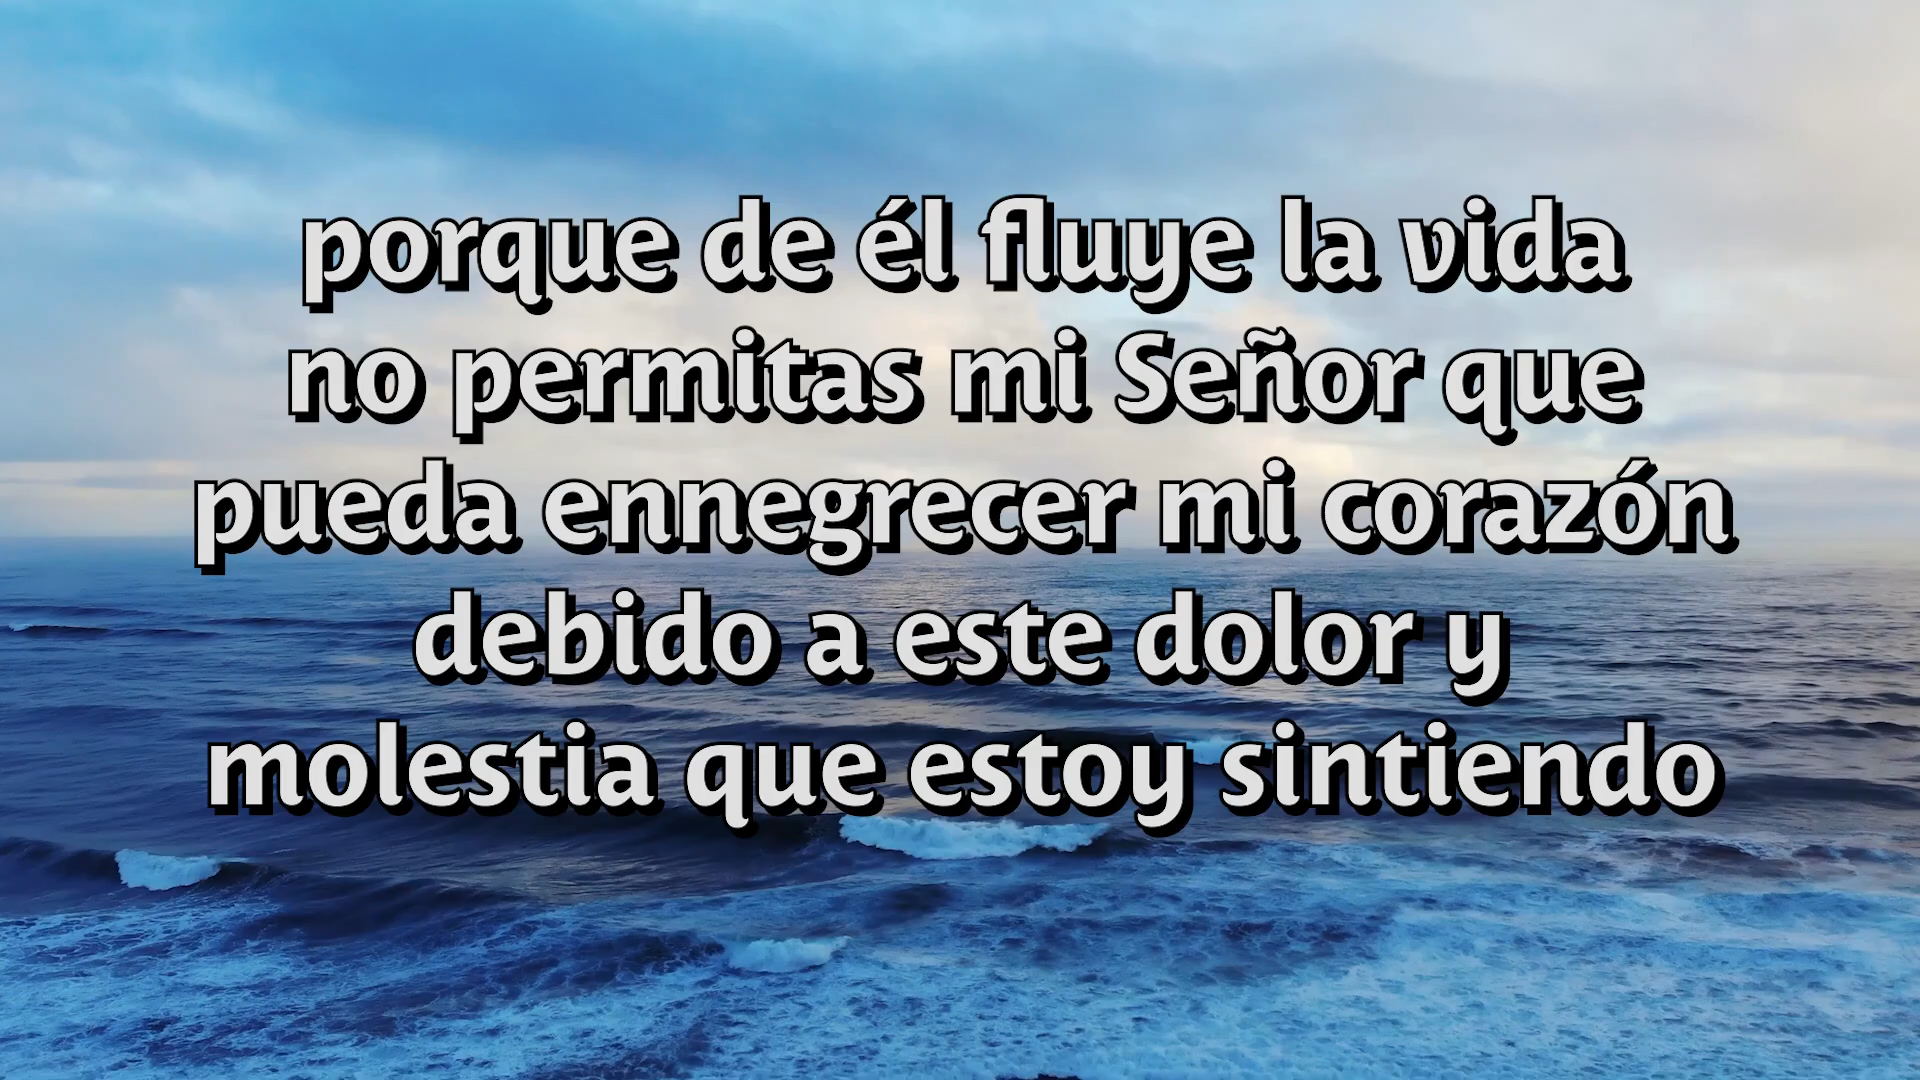 porque de él fluye la vida
no permitas mi Señor que
pueda ennegrecer mi corazón
debido a este dolor y
molestia que estoy sintiendo